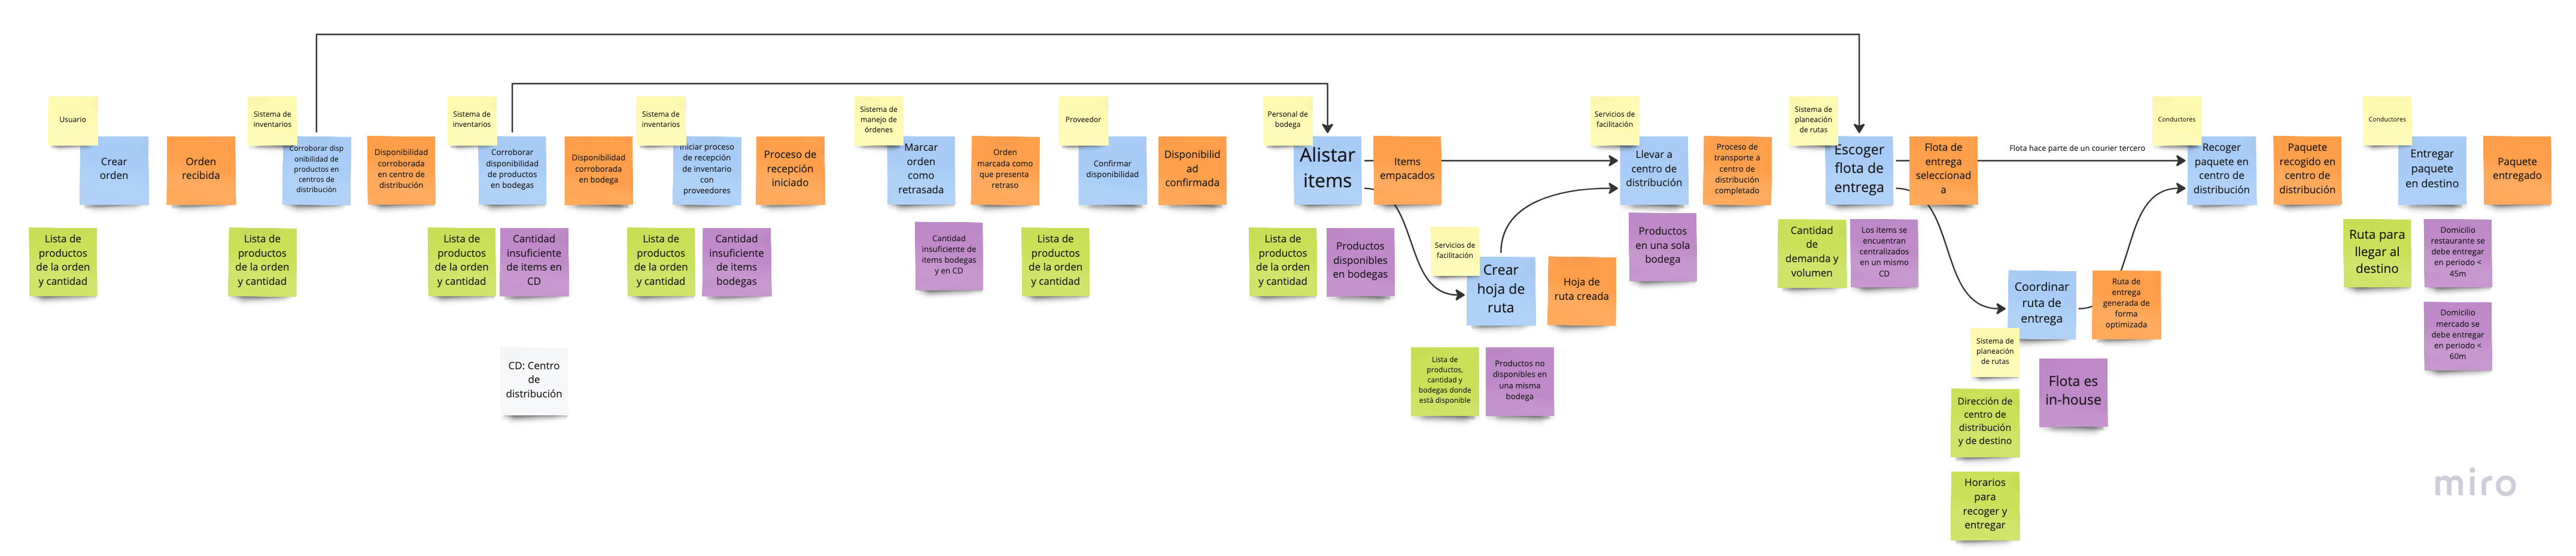 Usuario
Crear
orden
Orden
recibida
Lista de
productos
de la orden
y cantidad
Sistema de
inventarios
Corroborar disp
onibilidad de
productos en
centros de
distribución
Disponibilidad
corroborada
en centro de
distribución
Lista de
productos
de la orden
y cantidad
Sistema de
inventarios
Corroborar
disponibilidad
de productos
en bodegas
Disponibilidad
corroborada
en bodega
Lista de
productos
de la orden
y cantidad
Cantidad
insuficiente
de items en
CD
CD: Centro
de
distribución
Sistema de
inventarios
Iniciar proceso
de recepción
de inventario
con
proveedores
Proceso de
recepción
iniciado
Lista de
productos
de la orden
y cantidad
Cantidad
insuficiente
de items
bodegas
Sistema de
manejo de
órdenes
Marcar
orden
como
retrasada
Orden
marcada como
que presenta
retraso
Cantidad
insuficiente de
items bodegas
y en CD
Proveedor
Confirmar
disponibilidad
Disponibilid
ad
confirmada
Lista de
productos
de la orden
y cantidad
Personal de
bodega
Alistar
items
Items
empacados
Lista de
productos
de la orden
y cantidad
Productos
disponibles
en bodegas
Servicios de
facilitación
Crear
hoja de
ruta
Hoja de
ruta creada
Lista de
productos,
cantidad y
bodegas donde
está disponible
Productos no
disponibles en
una misma
bodega
Servicios de
facilitación
Llevar a
centro de
distribución
Proceso de
transporte a
centro de
distribución
completado
Productos
en una sola
bodega
Sistema de
planeación
de rutas
Escoger
flota de
entrega
Flota de
entrega
seleccionad
a
Cantidad
de
demanda y
volumen
Los items se
encuentran
centralizados
en un mismo
CD
Flota hace parte de un courier tercero
Coordinar
ruta de
entrega
Ruta de
entrega
generada de
forma
optimizada
Sistema de
planeación
de rutas
Flota es
in-house
Dirección de
centro de
distribución
y de destino
Horarios
para
recoger y
entregar
Conductores
Recoger
paquete en
centro de
distribución
Paquete
recogido en
centro de
distribución
Conductores
Entregar
paquete
en destino
Paquete
entregado
Ruta para
llegar al
destino
Domicilio
restaurante se
debe entregar
en periodo <
45m
Domicilio
mercado se
debe entregar
en periodo <
60m
miro